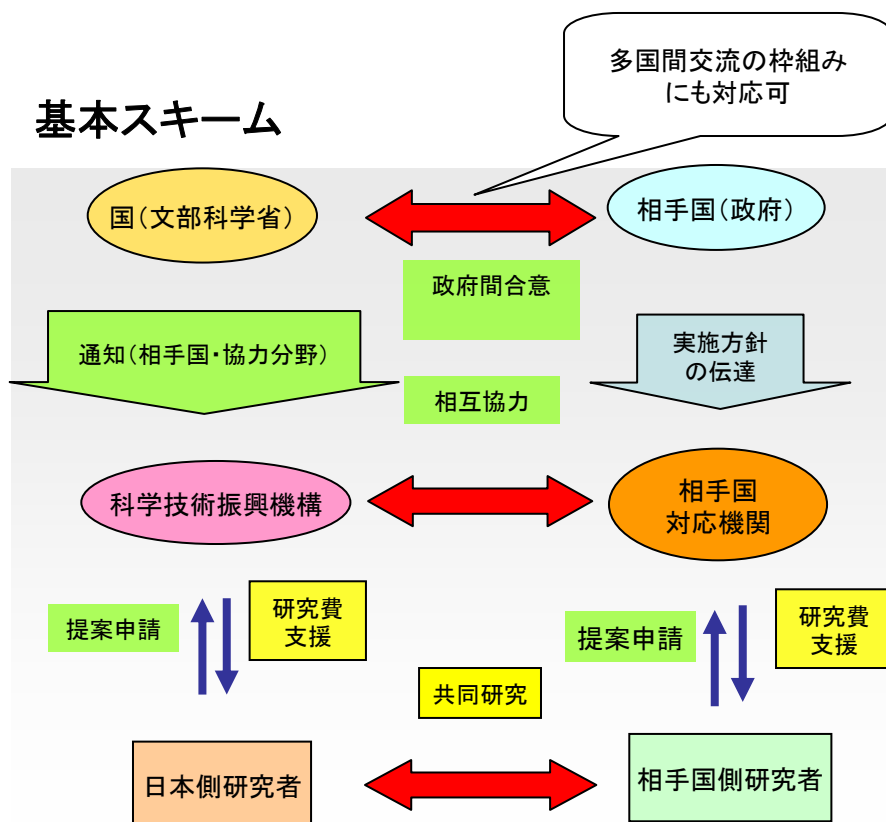 多国間交流の枠組み
にも対応可
基本スキーム
国（文部科学省）
相手国（政府）
政府間合意
通知（相手国・協力分野）
実施方針
の伝達
相互協力
科学技術振興機構
相手国
対応機関
提案申請
研究費
支援
提案申請
研究費
支援
共同研究
日本側研究者
相手国側研究者